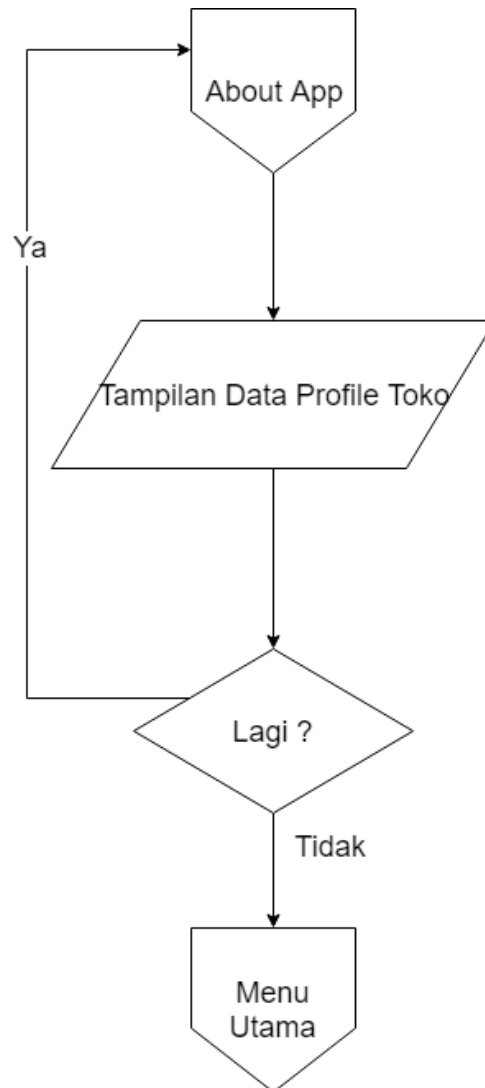 About App
Ya
Tampilan Data Profile Toko
Lagi ?
Tidak
Menu
Utama